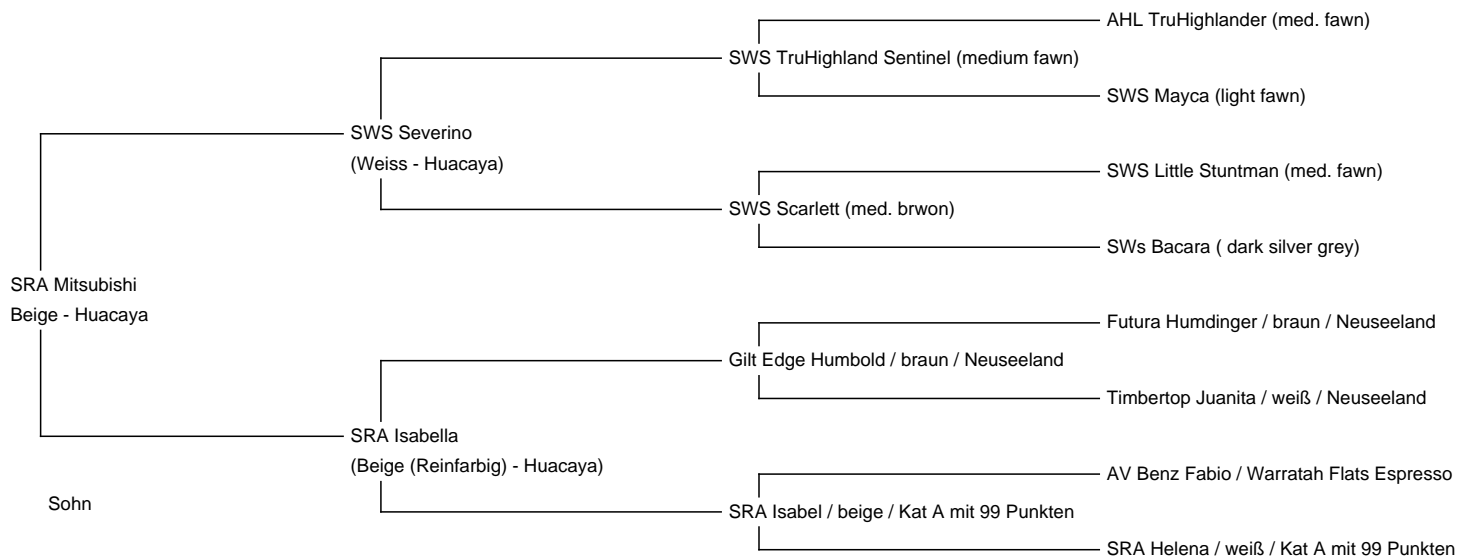 AHL TruHighlander (med. fawn)
SWS TruHighland Sentinel (medium fawn)
SWS Mayca (light fawn)
SWS Severino
(Weiss - Huacaya)
SWS Little Stuntman (med. fawn)
SWS Scarlett (med. brwon)
SWs Bacara ( dark silver grey)
SRA Mitsubishi
Beige - Huacaya
Futura Humdinger / braun / Neuseeland
Gilt Edge Humbold / braun / Neuseeland
Timbertop Juanita / weiß / Neuseeland
SRA Isabella
(Beige (Reinfarbig) - Huacaya)
AV Benz Fabio / Warratah Flats Espresso
Sohn
SRA Isabel / beige / Kat A mit 99 Punkten
SRA Helena / weiß / Kat A mit 99 Punkten